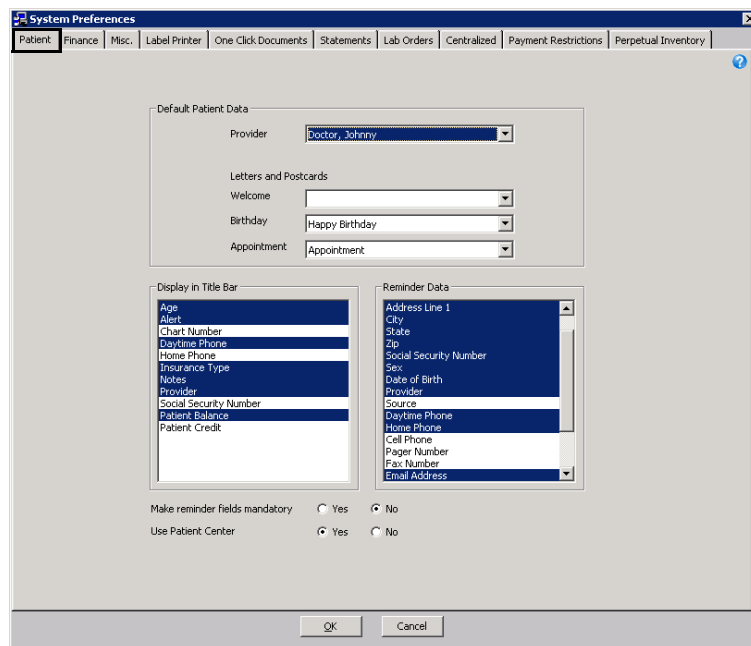 System Preferences
Patient Finance Misc. Label Printer One Click Documents Statements Lab Orders Centralized Payment Restrictions Perpetual Inventory
Default Patient Data
Provider Doctor, Johnny
Letters and Postcards
Welcome
Birthday Happy Birthday
Appointment Appointment
Display in Title Bar
Age
Alert
Chart Number
Daytime Phone
Home Phone
Insurance Type
Notes
Provider
Social Security Number
Patient Balance
Patient Credit
Reminder Data
Address Line 1
City
State
Zip
Social Security Number
Sex
Date of Birth
Provider
Source
Daytime Phone
Home Phone
Cell Phone
Pager Number
Fax Number
Email Address
Make reminder fields mandatory Yes No
Use Patient Center Yes No
OK Cancel